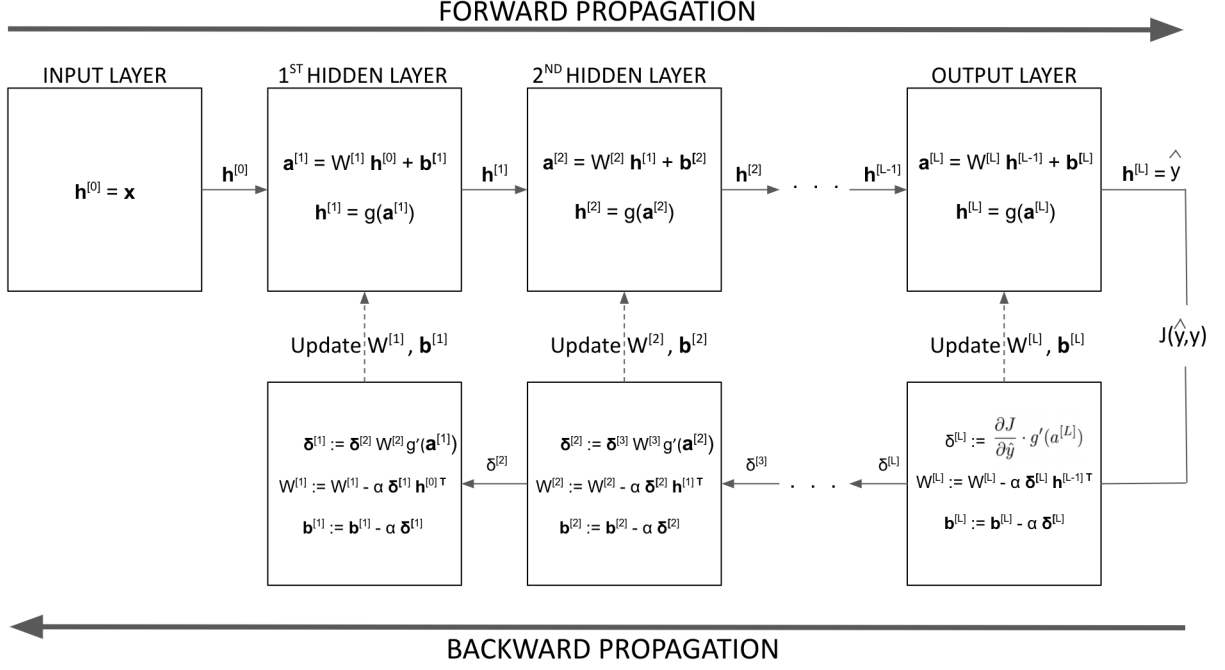 FORWARD PROPAGATION
INPUT LAYER
1ST HIDDEN LAYER
2ND HIDDEN LAYER
OUTPUT LAYER
h[0] = x
h[0]
a[1] = W[1] h[0] + b[1]
h[1] = g(a[1])
h[1]
a[2] = W[2] h[1] + b[2]
h[2] = g(a[2])
h[2]
. . .
h[L-1]
a[L] = W[L] h[L-1] + b[L]
h[L] = g(a[L])
h[L] = ŷ
J(ŷ,y)
Update W[1] , b[1]
Update W[2] , b[2]
Update W[L] , b[L]
δ[1] := δ[2] W[2] g'(a[1])
W[1] := W[1] - α δ[1] h[0] T
b[1] := b[1] - α δ[1]
δ[2]
δ[2] := δ[3] W[3] g'(a[2])
W[2] := W[2] - α δ[2] h[1] T
b[2] := b[2] - α δ[2]
δ[3]
. . .
δ[L]
δ[L] := ∂J/∂ŷ · g′(a[L])
W[L] := W[L] - α δ[L] h[L-1] T
b[L] := b[L] - α δ[L]
BACKWARD PROPAGATION